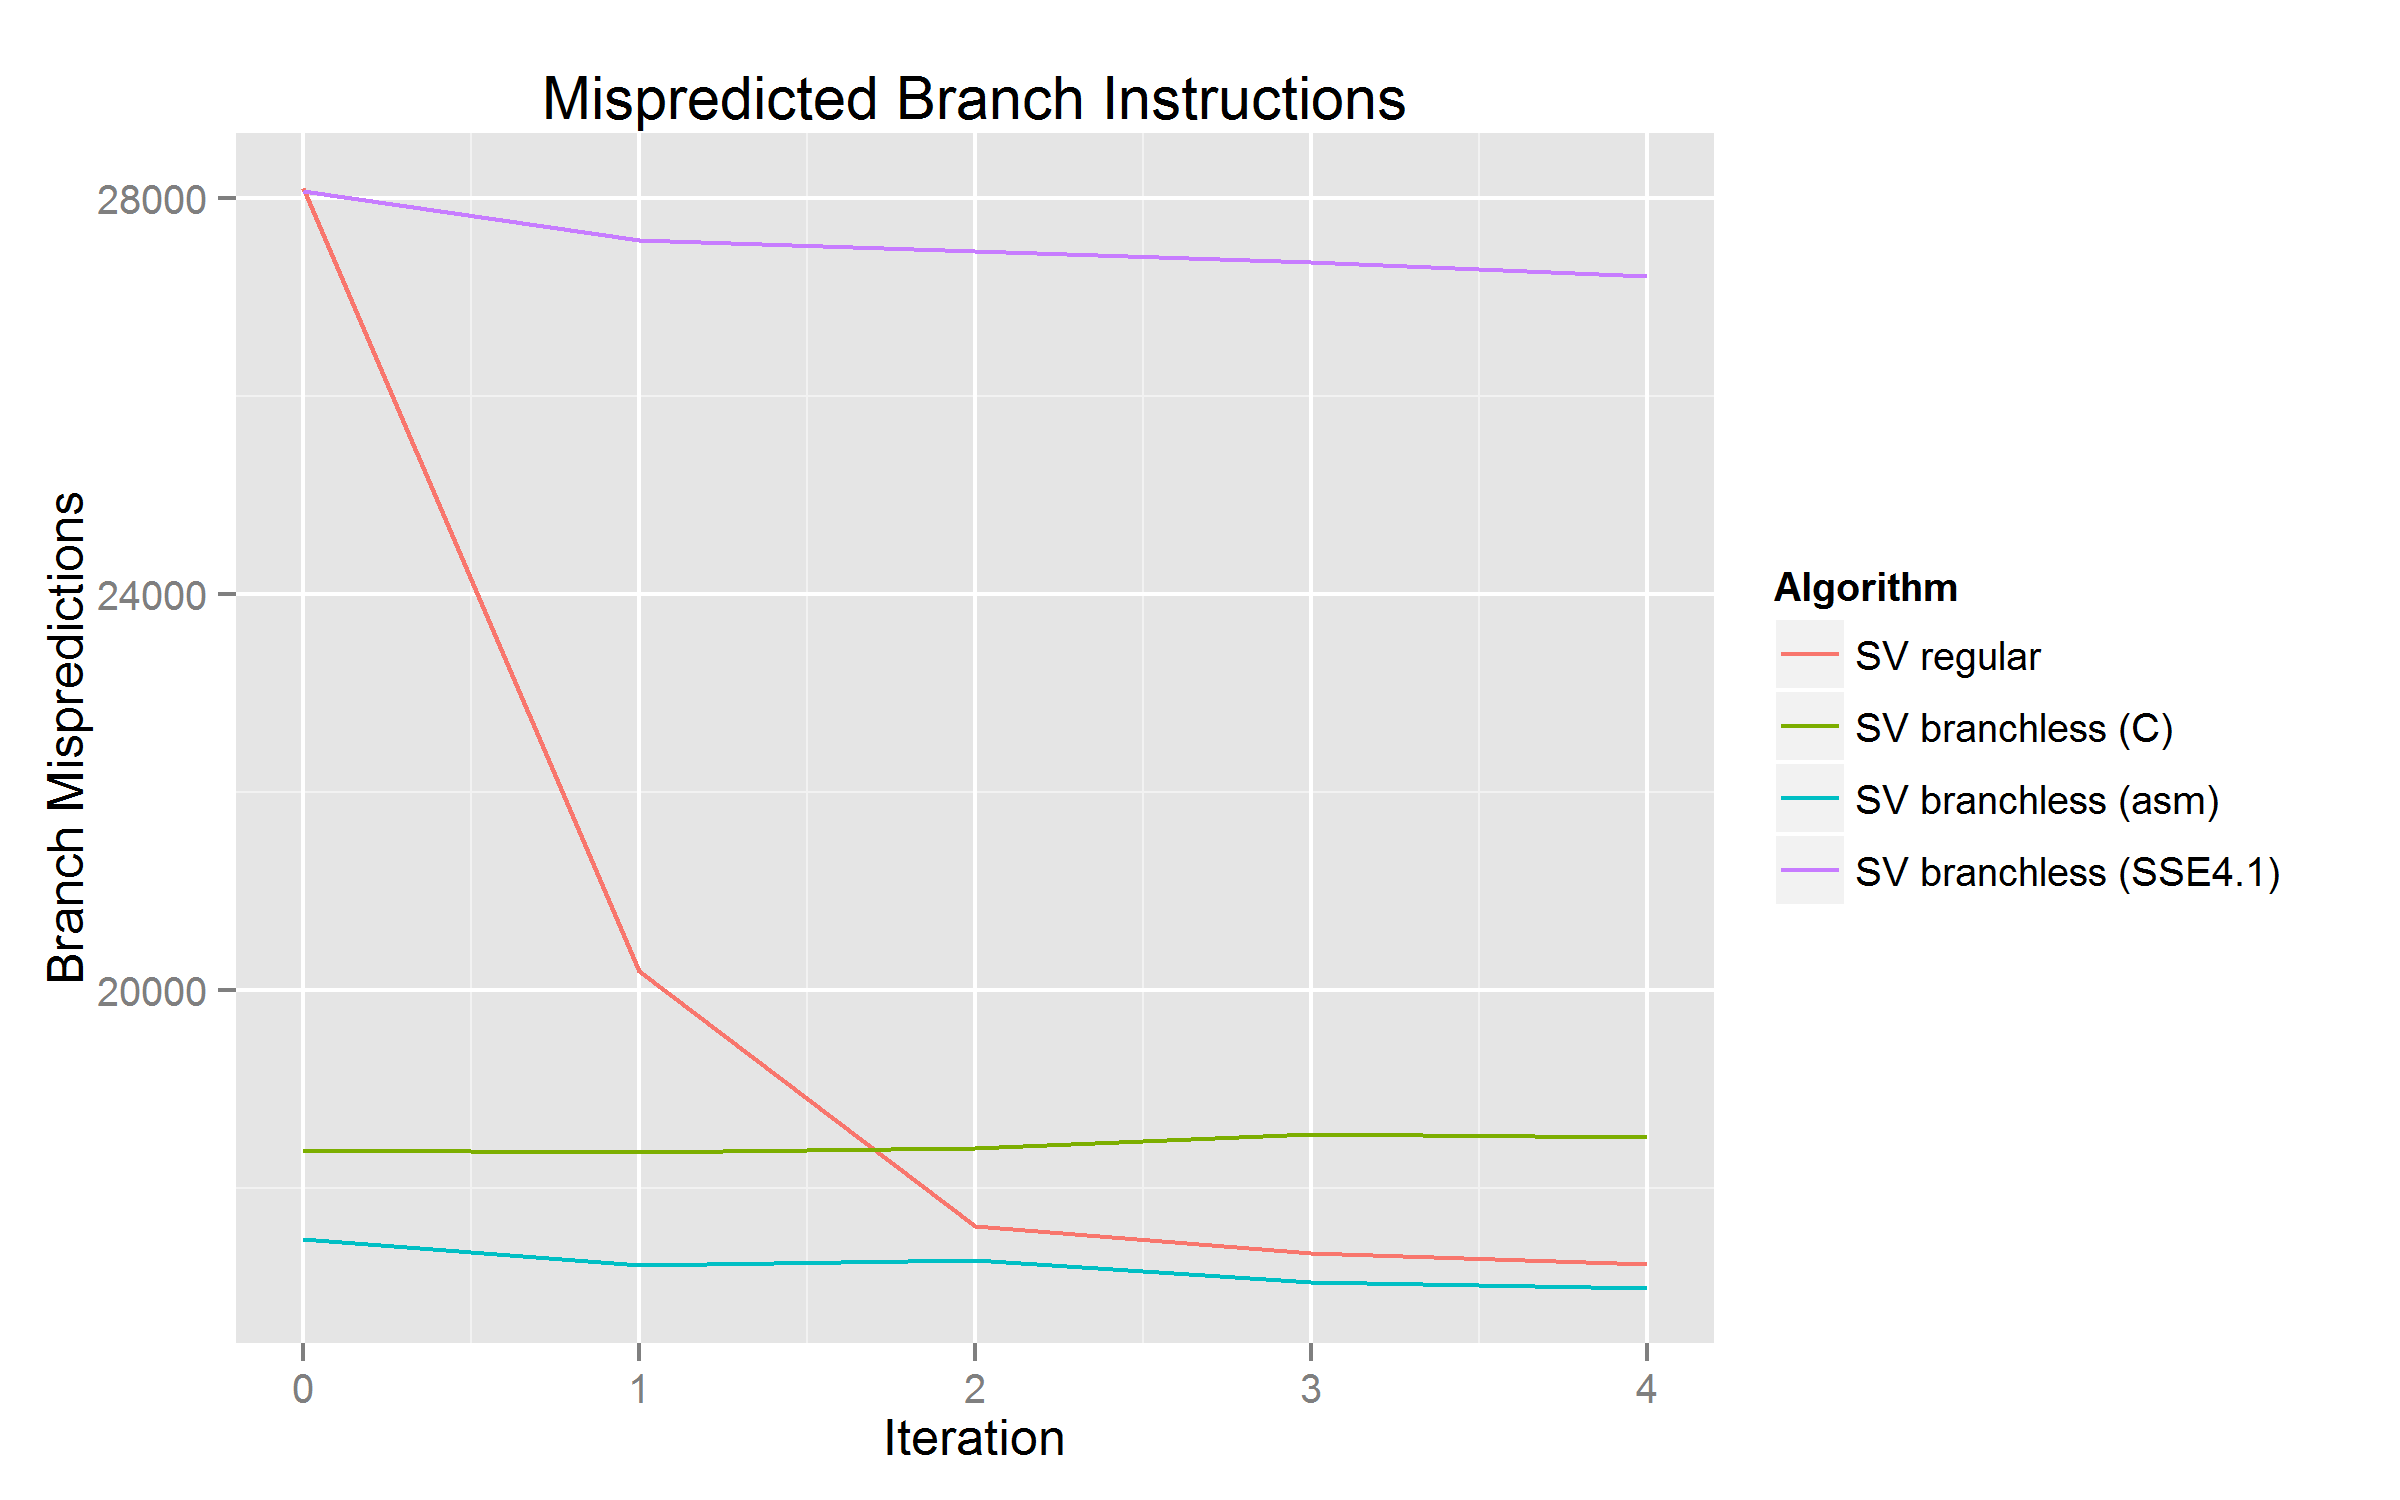 Mispredicted Branch Instructions
Branch Mispredictions
28000
24000
20000
0 1 2 3 4
Iteration
Algorithm
SV regular
SV branchless (C)
SV branchless (asm)
SV branchless (SSE4.1)